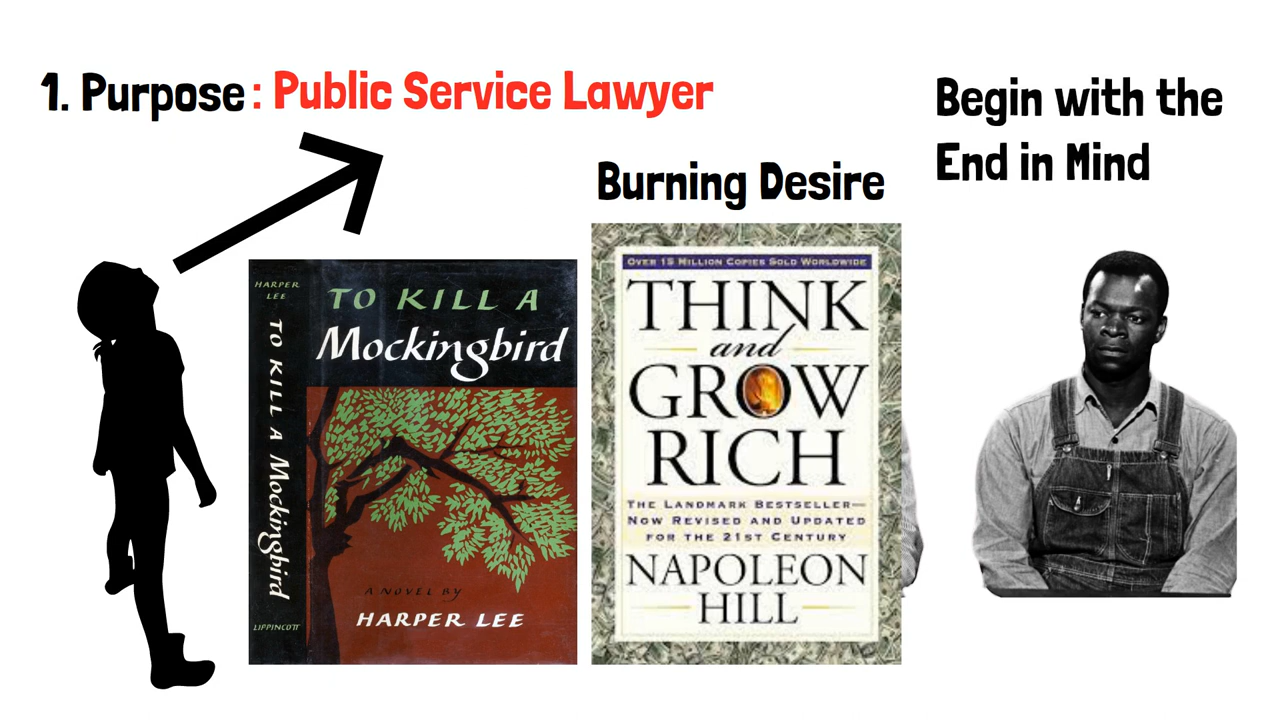 1. Purpose: Public Service Lawyer
Begin with the
End in Mind
Burning Desire
HARPER
LEE
TO KILL A Mockingbird
LIPPINCOTT
TO KILL A
Mockingbird
A NOVEL BY
HARPER LEE
OVER 15 MILLION COPIES SOLD WORLDWIDE
THINK
and
GROW
RICH
THE LANDMARK BESTSELLER—
NOW REVISED AND UPDATED
FOR THE 21ST CENTURY
NAPOLEON
HILL